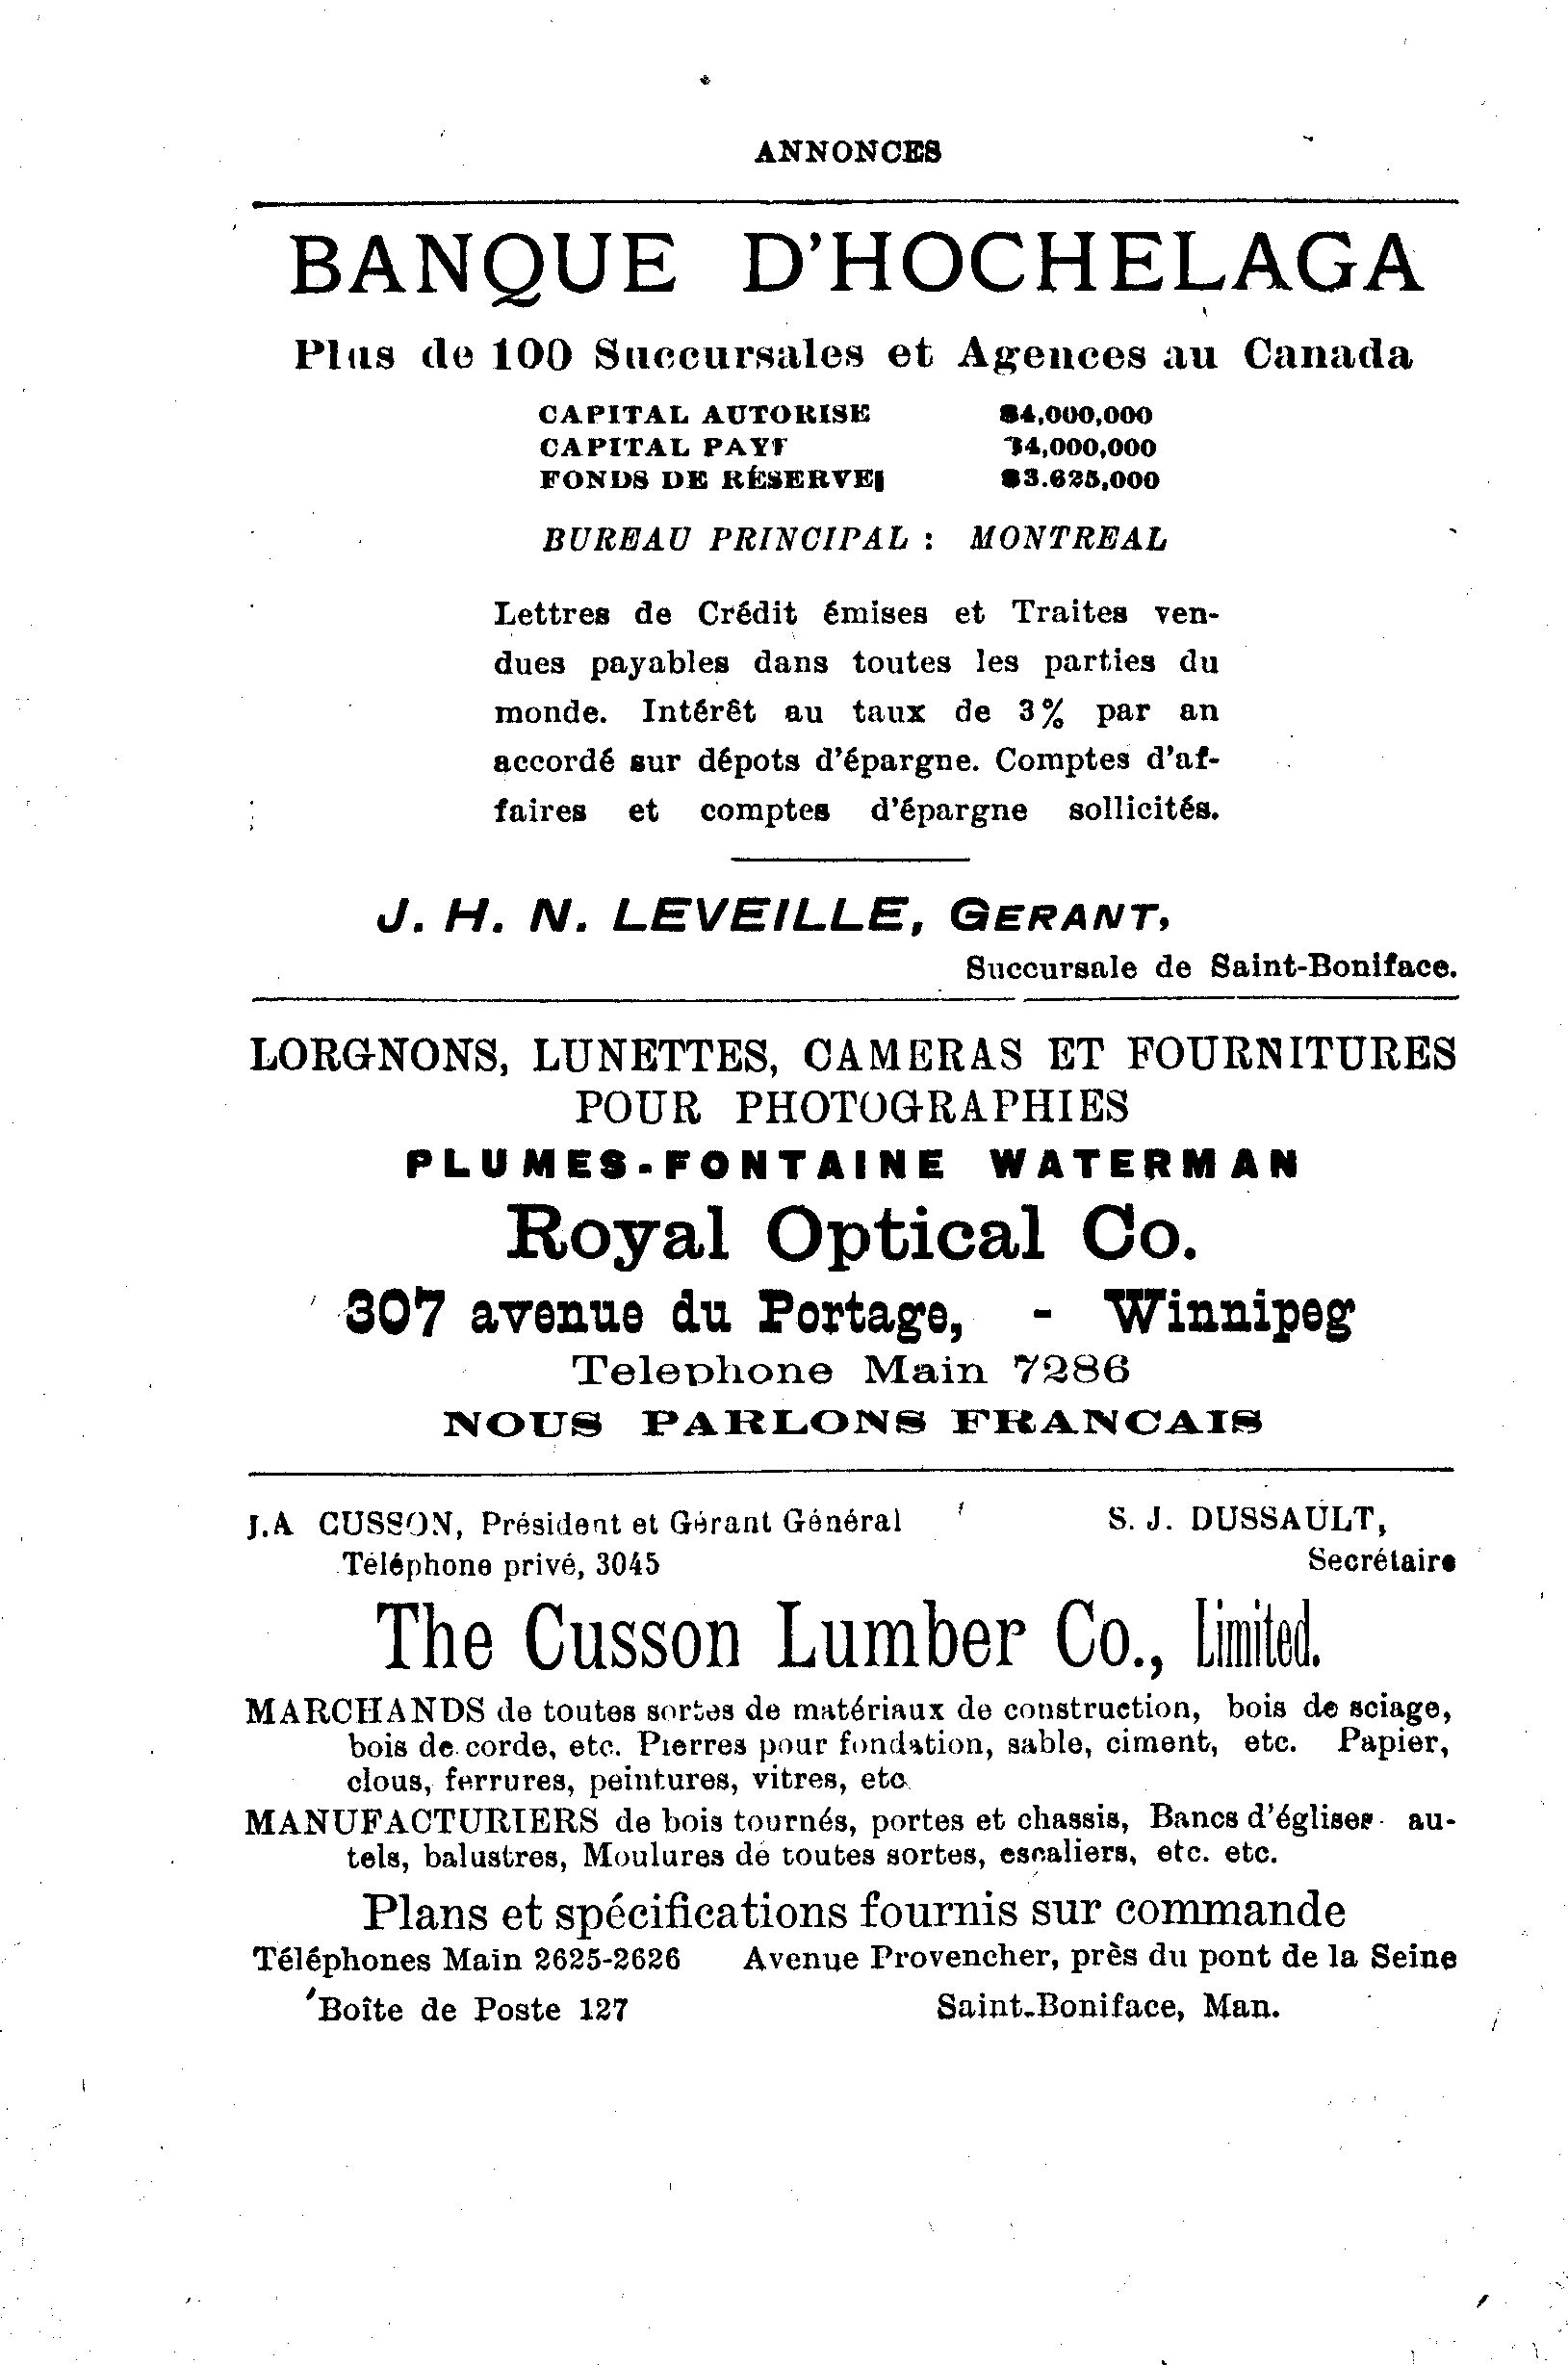 ANNONCES
BANQUE D'HOCHELAGA
Plus de 100 Succursales et Agences au Canada
CAPITAL AUTORISE $4,000,000
CAPITAL PAYE $4,000,000
FONDS DE RÉSERVE $3.625,000
BUREAU PRINCIPAL : MONTREAL
Lettres de Crédit émises et Traites ven-
dues payables dans toutes les parties du
monde. Intérêt au taux de 3% par an
accordé sur dépots d'épargne. Comptes d'af-
faires et comptes d'épargne sollicités.
J. H. N. LEVEILLE, GERANT,
Succursale de Saint-Boniface.
LORGNONS, LUNETTES, CAMERAS ET FOURNITURES
POUR PHOTOGRAPHIES
PLUMES-FONTAINE WATERMAN
Royal Optical Co.
307 avenue du Portage, - Winnipeg
Telephone Main 7286
NOUS PARLONS FRANCAIS
J.A CUSSON, Président et Gérant Général S. J. DUSSAULT,
Téléphone privé, 3045 Secrétaire
The Cusson Lumber Co., Limited.
MARCHANDS de toutes sortes de matériaux de construction, bois de sciage,
bois de corde, etc. Pierres pour fondation, sable, ciment, etc. Papier,
clous, ferrures, peintures, vitres, etc.
MANUFACTURIERS de bois tournés, portes et chassis, Bancs d'églises au-
tels, balustres, Moulures de toutes sortes, escaliers, etc. etc.
Plans et spécifications fournis sur commande
Téléphones Main 2625-2626 Avenue Provencher, près du pont de la Seine
Boîte de Poste 127 Saint-Boniface, Man.